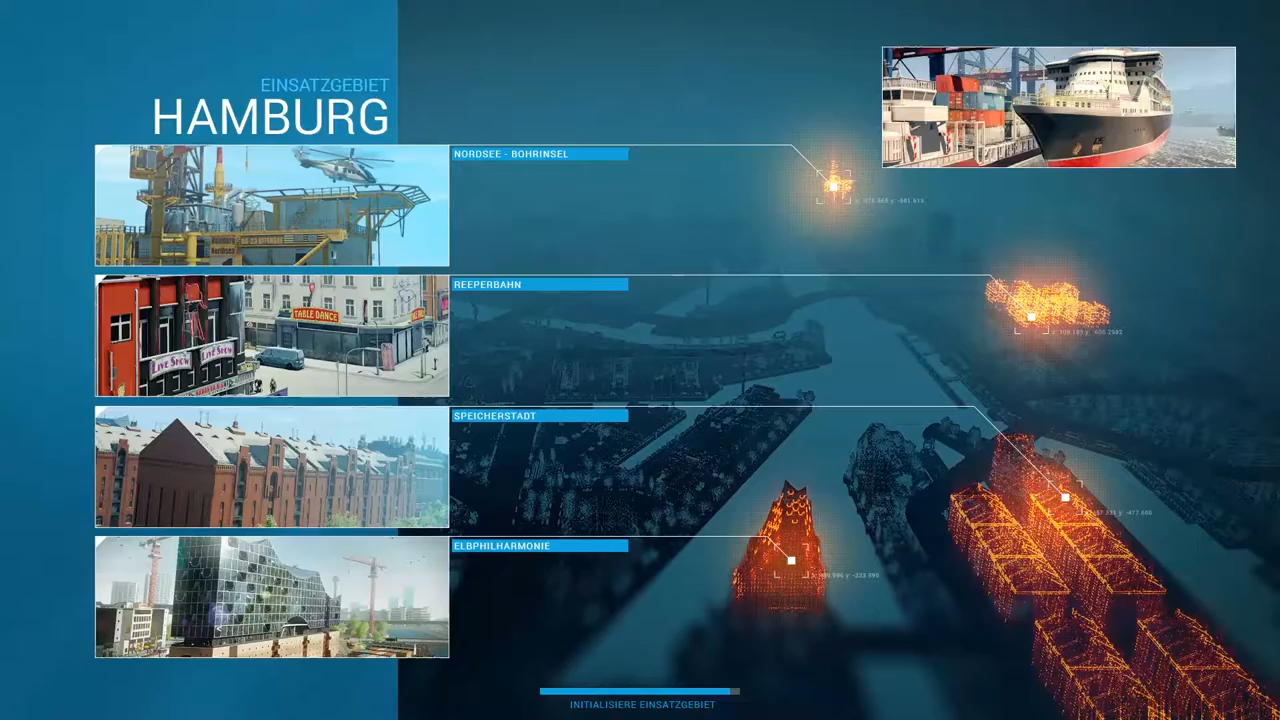 EINSATZGEBIET
HAMBURG
NORDSEE - BOHRINSEL
REEPERBAHN
TABLE DANCE
LIVE SHOW
LIVE SHOW
SPEICHERSTADT
ELBPHILHARMONIE
INITIALISIERE EINSATZGEBIET